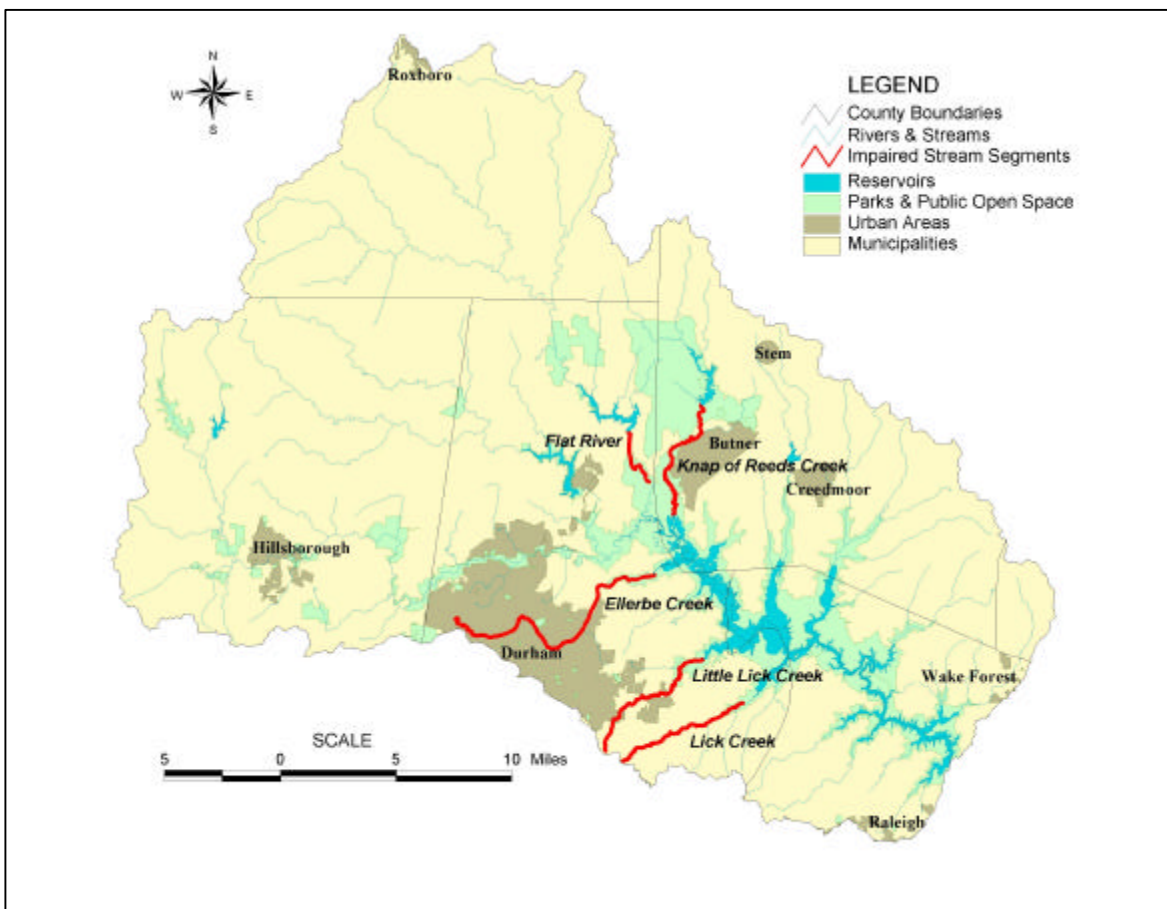 N
W E
S
Roxboro
LEGEND
County Boundaries
Rivers & Streams
Impaired Stream Segments
Reservoirs
Parks & Public Open Space
Urban Areas
Municipalities
Stem
Flat River
Butner
Knap of Reeds Creek
Creedmoor
Hillsborough
Ellerbe Creek
Durham
Little Lick Creek
Wake Forest
Lick Creek
SCALE
5 0 5 10 Miles
Raleigh